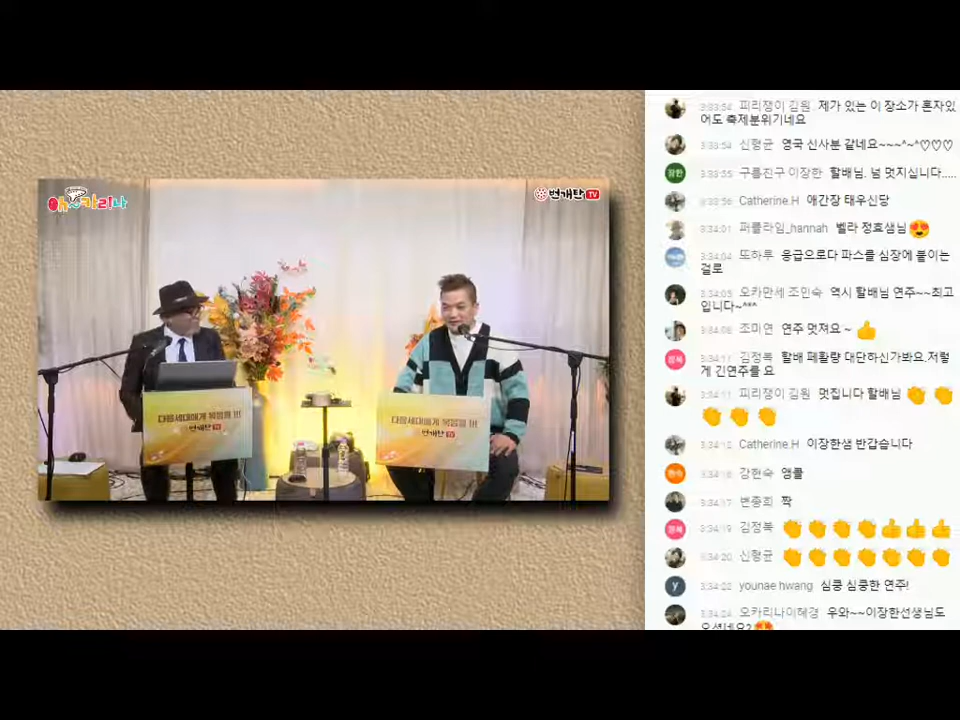 아~카리나
번개탄 TV
다음세대에게 복음을 !!!
번개탄 TV
다음세대에게 복음을 !!!
번개탄 TV
3:33:54 피리쟁이 김원 제가 있는 이 장소가 혼자있
어도 축제분위기네요
3:33:54 신형균 영국 신사분 같네요~~~^~^♡♡♡
장한
3:33:55 구름친구 이장한 할배님. 넘 멋지십니다.....
3:33:56 Catherine.H 애간장 태우신당
3:34:01 퍼플라임_hannah 벨라 정효샘님😍
3:34:04 또하루 응급으로다 파스를 심장에 붙이는
걸로
3:34:05 오카만세 조민숙 역시 할배님 연주~~최고
입니다~^^^
3:34:08 조미연 연주 멋져요~👍
정복
3:34:11 김정복 할배 폐활량 대단하신가봐요.저렇
게 긴연주를 요
3:34:11 피리쟁이 김원 멋집니다 할배님👏👏
👏👏👏
3:34:12 Catherine.H 이장한샘 반갑습니다
현숙
3:34:16 강현숙 앵콜
3:34:17 변종희 짝
정복
3:34:19 김정복 👏👏👏👏👍👍👍
3:34:20 신형균 👏👏👏👏👏👏👏
y
3:34:22 younae hwang 심쿵 심쿵한 연주!
3:34:24 오카리나이혜경 우와~~이장한선생님도
오셨네요?😍